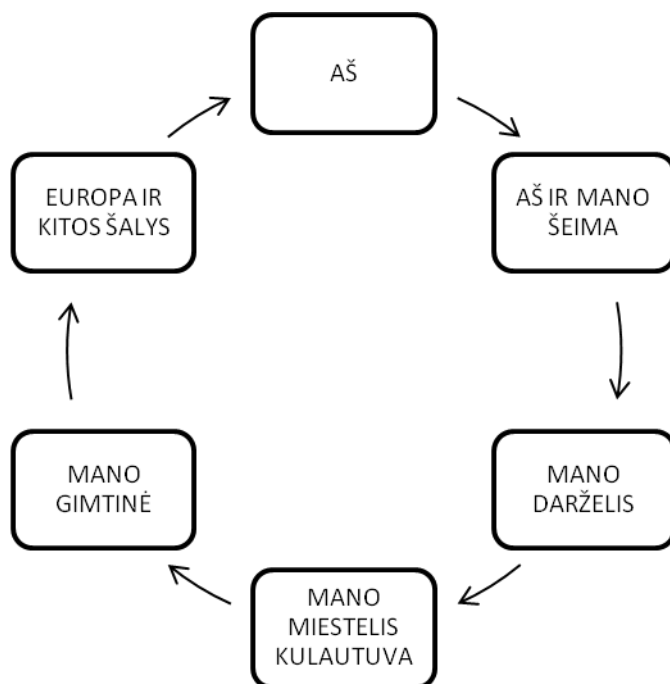 AŠ
AŠ IR MANO
ŠEIMA
MANO
DARŽELIS
MANO
MIESTELIS
KULAUTUVA
MANO
GIMTINĖ
EUROPA IR
KITOS ŠALYS